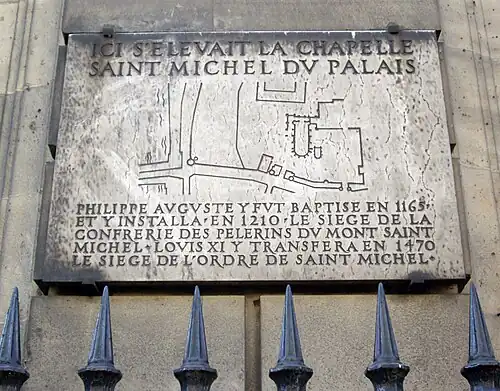 ICI S'ELEVAIT LA CHAPELLE
SAINT MICHEL DV PALAIS
PHILIPPE AVGVSTE Y FVT BAPTISE EN 1165·
ET Y INSTALLA·EN 1210·LE SIEGE DE LA
CONFRERIE DES PELERINS DV MONT SAINT
MICHEL·LOVIS XI Y TRANSFERA EN 1470
LE SIEGE DE L'ORDRE DE SAINT MICHEL·